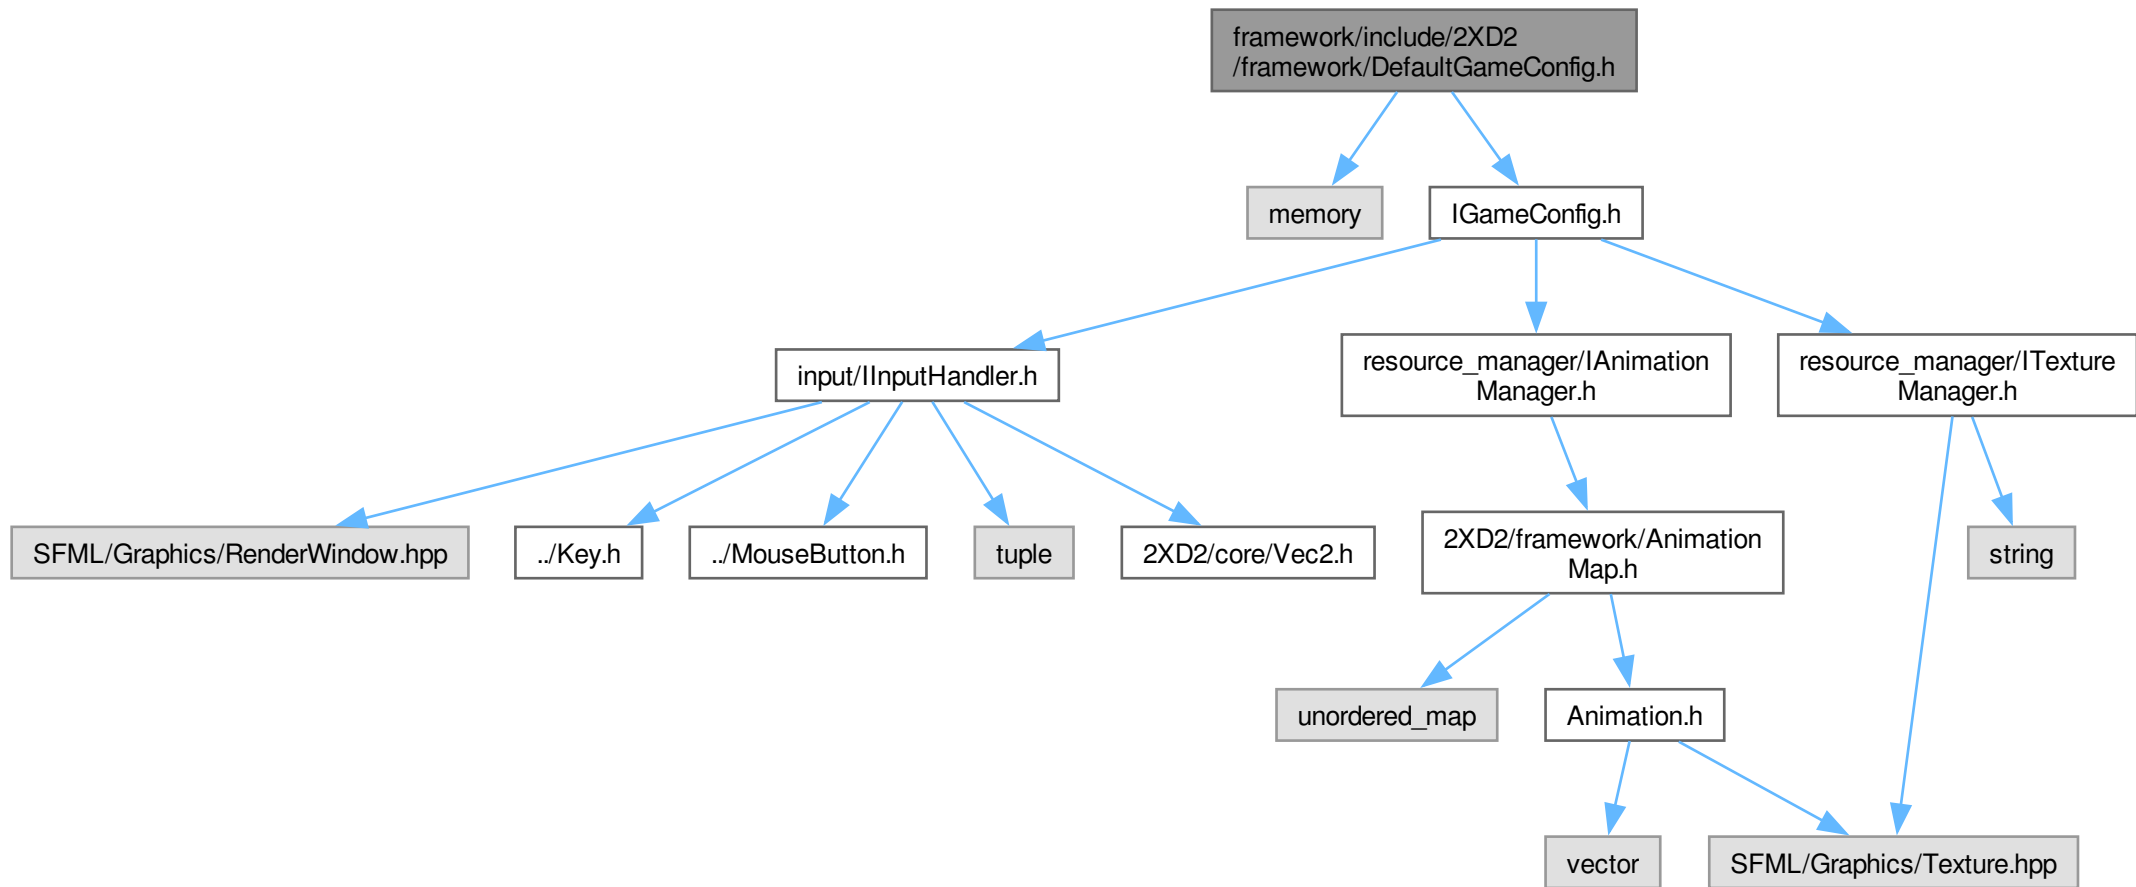 framework/include/2XD2
/framework/DefaultGameConfig.h
memory
IGameConfig.h
input/IInputHandler.h
resource_manager/IAnimation
Manager.h
resource_manager/ITexture
Manager.h
SFML/Graphics/RenderWindow.hpp
../Key.h
../MouseButton.h
tuple
2XD2/core/Vec2.h
2XD2/framework/Animation
Map.h
string
unordered_map
Animation.h
vector
SFML/Graphics/Texture.hpp